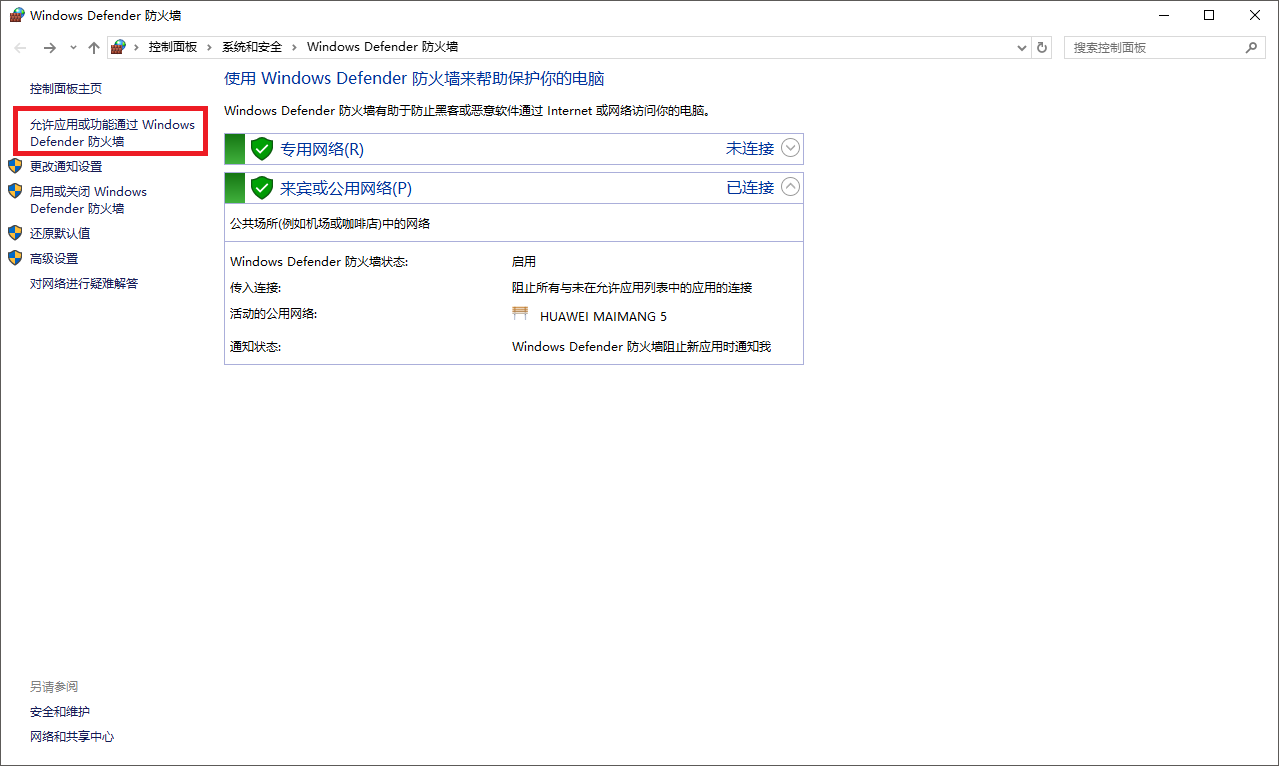 Windows Defender 防火墙
控制面板 › 系统和安全 › Windows Defender 防火墙
搜索控制面板
控制面板主页
允许应用或功能通过 Windows
Defender 防火墙
更改通知设置
启用或关闭 Windows
Defender 防火墙
还原默认值
高级设置
对网络进行疑难解答
使用 Windows Defender 防火墙来帮助保护你的电脑
Windows Defender 防火墙有助于防止黑客或恶意软件通过 Internet 或网络访问你的电脑。
专用网络(R) 未连接
来宾或公用网络(P) 已连接
公共场所(例如机场或咖啡店)中的网络
Windows Defender 防火墙状态: 启用
传入连接: 阻止所有与未在允许应用列表中的应用的连接
活动的公用网络: HUAWEI MAIMANG 5
通知状态: Windows Defender 防火墙阻止新应用时通知我
另请参阅
安全和维护
网络和共享中心